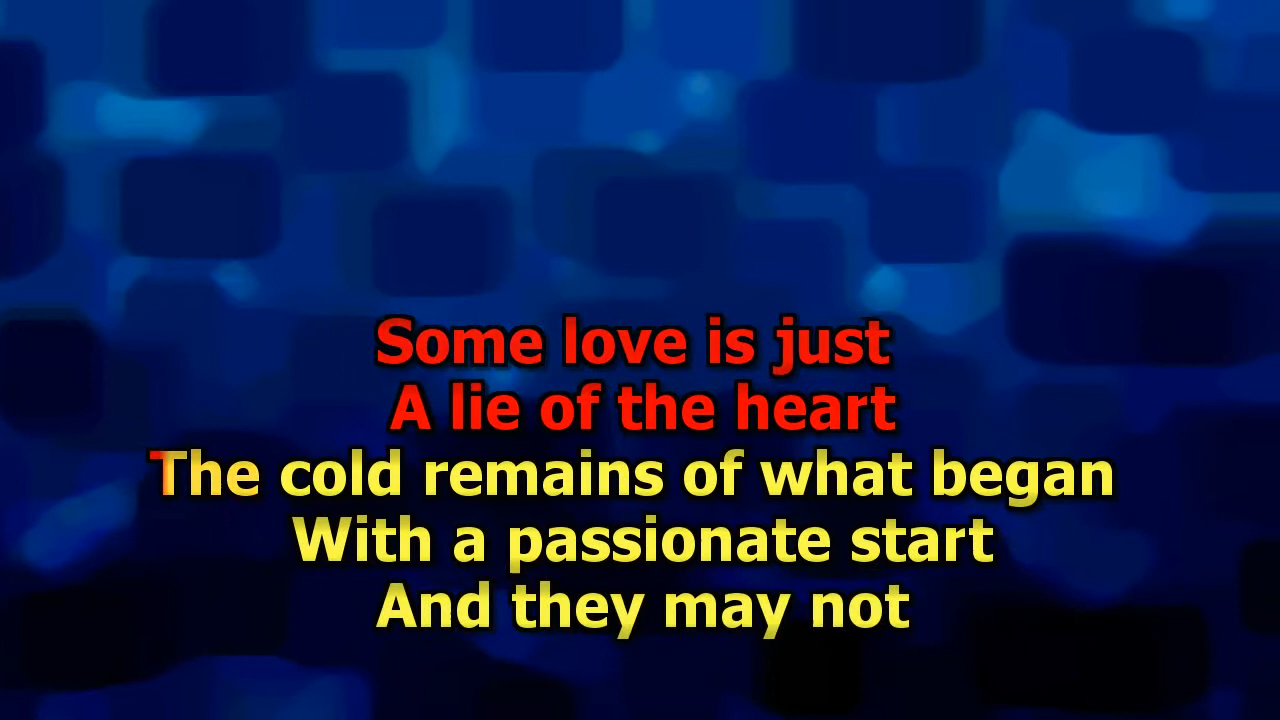 Some love is just
A lie of the heart
The cold remains of what began
With a passionate start
And they may not